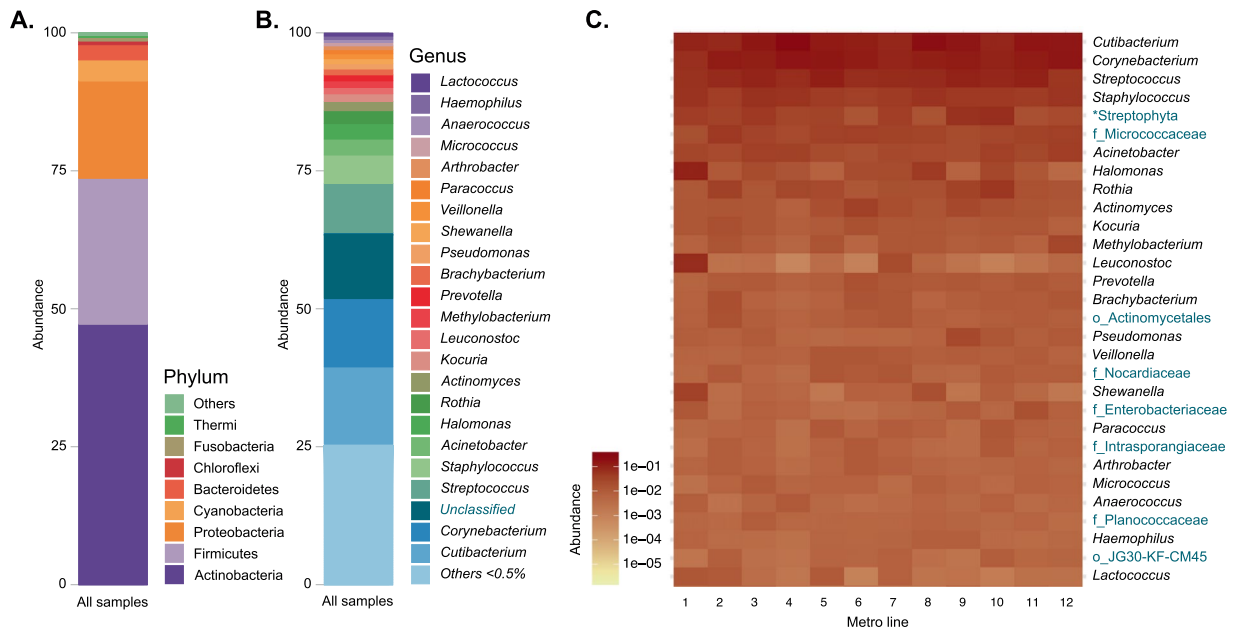 A.
100
75
50
25
0
Abundance
All samples
Phylum
Others
Thermi
Fusobacteria
Chloroflexi
Bacteroidetes
Cyanobacteria
Proteobacteria
Firmicutes
Actinobacteria
B.
100
75
50
25
0
Abundance
All samples
Genus
Lactococcus
Haemophilus
Anaerococcus
Micrococcus
Arthrobacter
Paracoccus
Veillonella
Shewanella
Pseudomonas
Brachybacterium
Prevotella
Methylobacterium
Leuconostoc
Kocuria
Actinomyces
Rothia
Halomonas
Acinetobacter
Staphylococcus
Streptococcus
Unclassified
Corynebacterium
Cutibacterium
Others <0.5%
C.
Cutibacterium
Corynebacterium
Streptococcus
Staphylococcus
*Streptophyta
f_Micrococcaceae
Acinetobacter
Halomonas
Rothia
Actinomyces
Kocuria
Methylobacterium
Leuconostoc
Prevotella
Brachybacterium
o_Actinomycetales
Pseudomonas
Veillonella
f_Nocardiaceae
Shewanella
f_Enterobacteriaceae
Paracoccus
f_Intrasporangiaceae
Arthrobacter
Micrococcus
Anaerococcus
f_Planococcaceae
Haemophilus
o_JG30-KF-CM45
Lactococcus
Abundance
1e−01
1e−02
1e−03
1e−04
1e−05
1 2 3 4 5 6 7 8 9 10 11 12
Metro line